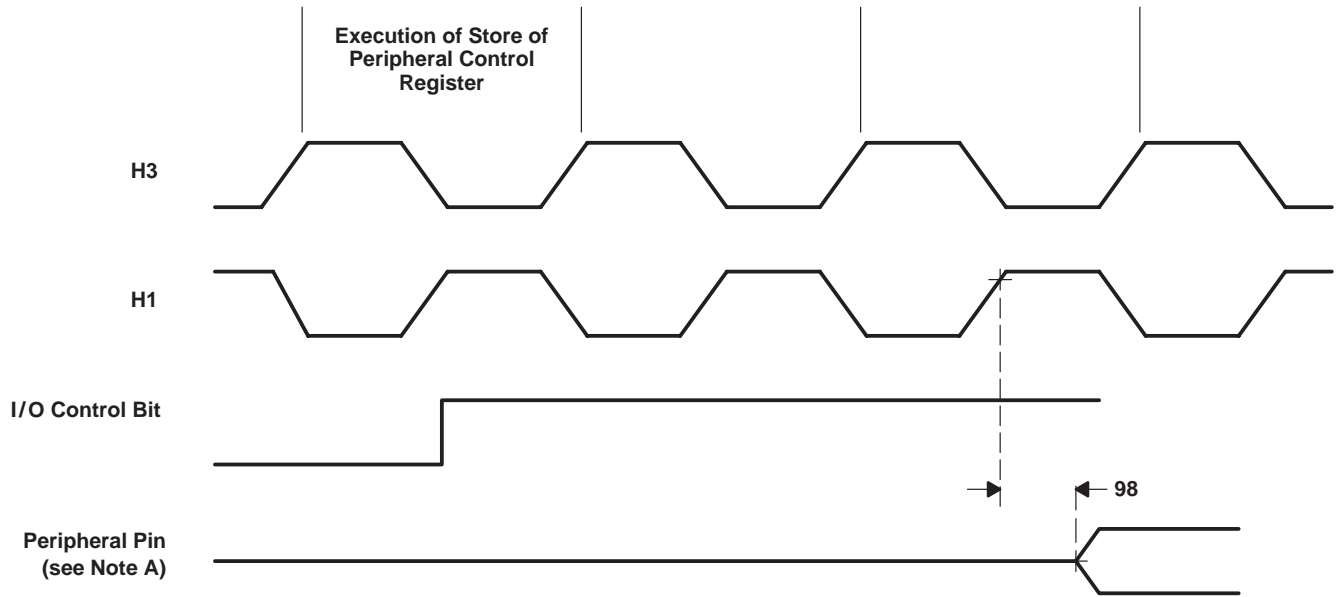 Execution of Store of
Peripheral Control
Register
H3
H1
I/O Control Bit
98
Peripheral Pin
(see Note A)